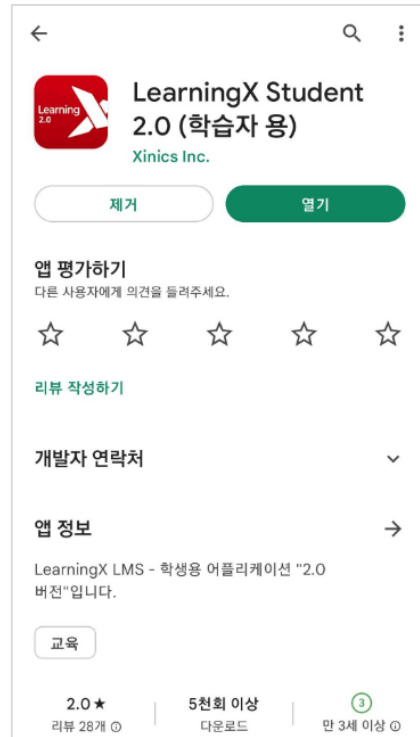 Learning
2.0
LearningX Student
2.0 (학습자 용)
Xinics Inc.
제거
열기
앱 평가하기
다른 사용자에게 의견을 들려주세요.
리뷰 작성하기
개발자 연락처
앱 정보
LearningX LMS - 학생용 어플리케이션 "2.0
버전"입니다.
교육
2.0★ 5천회 이상 3
리뷰 28개 ⓘ 다운로드 만 3세 이상 ⓘ